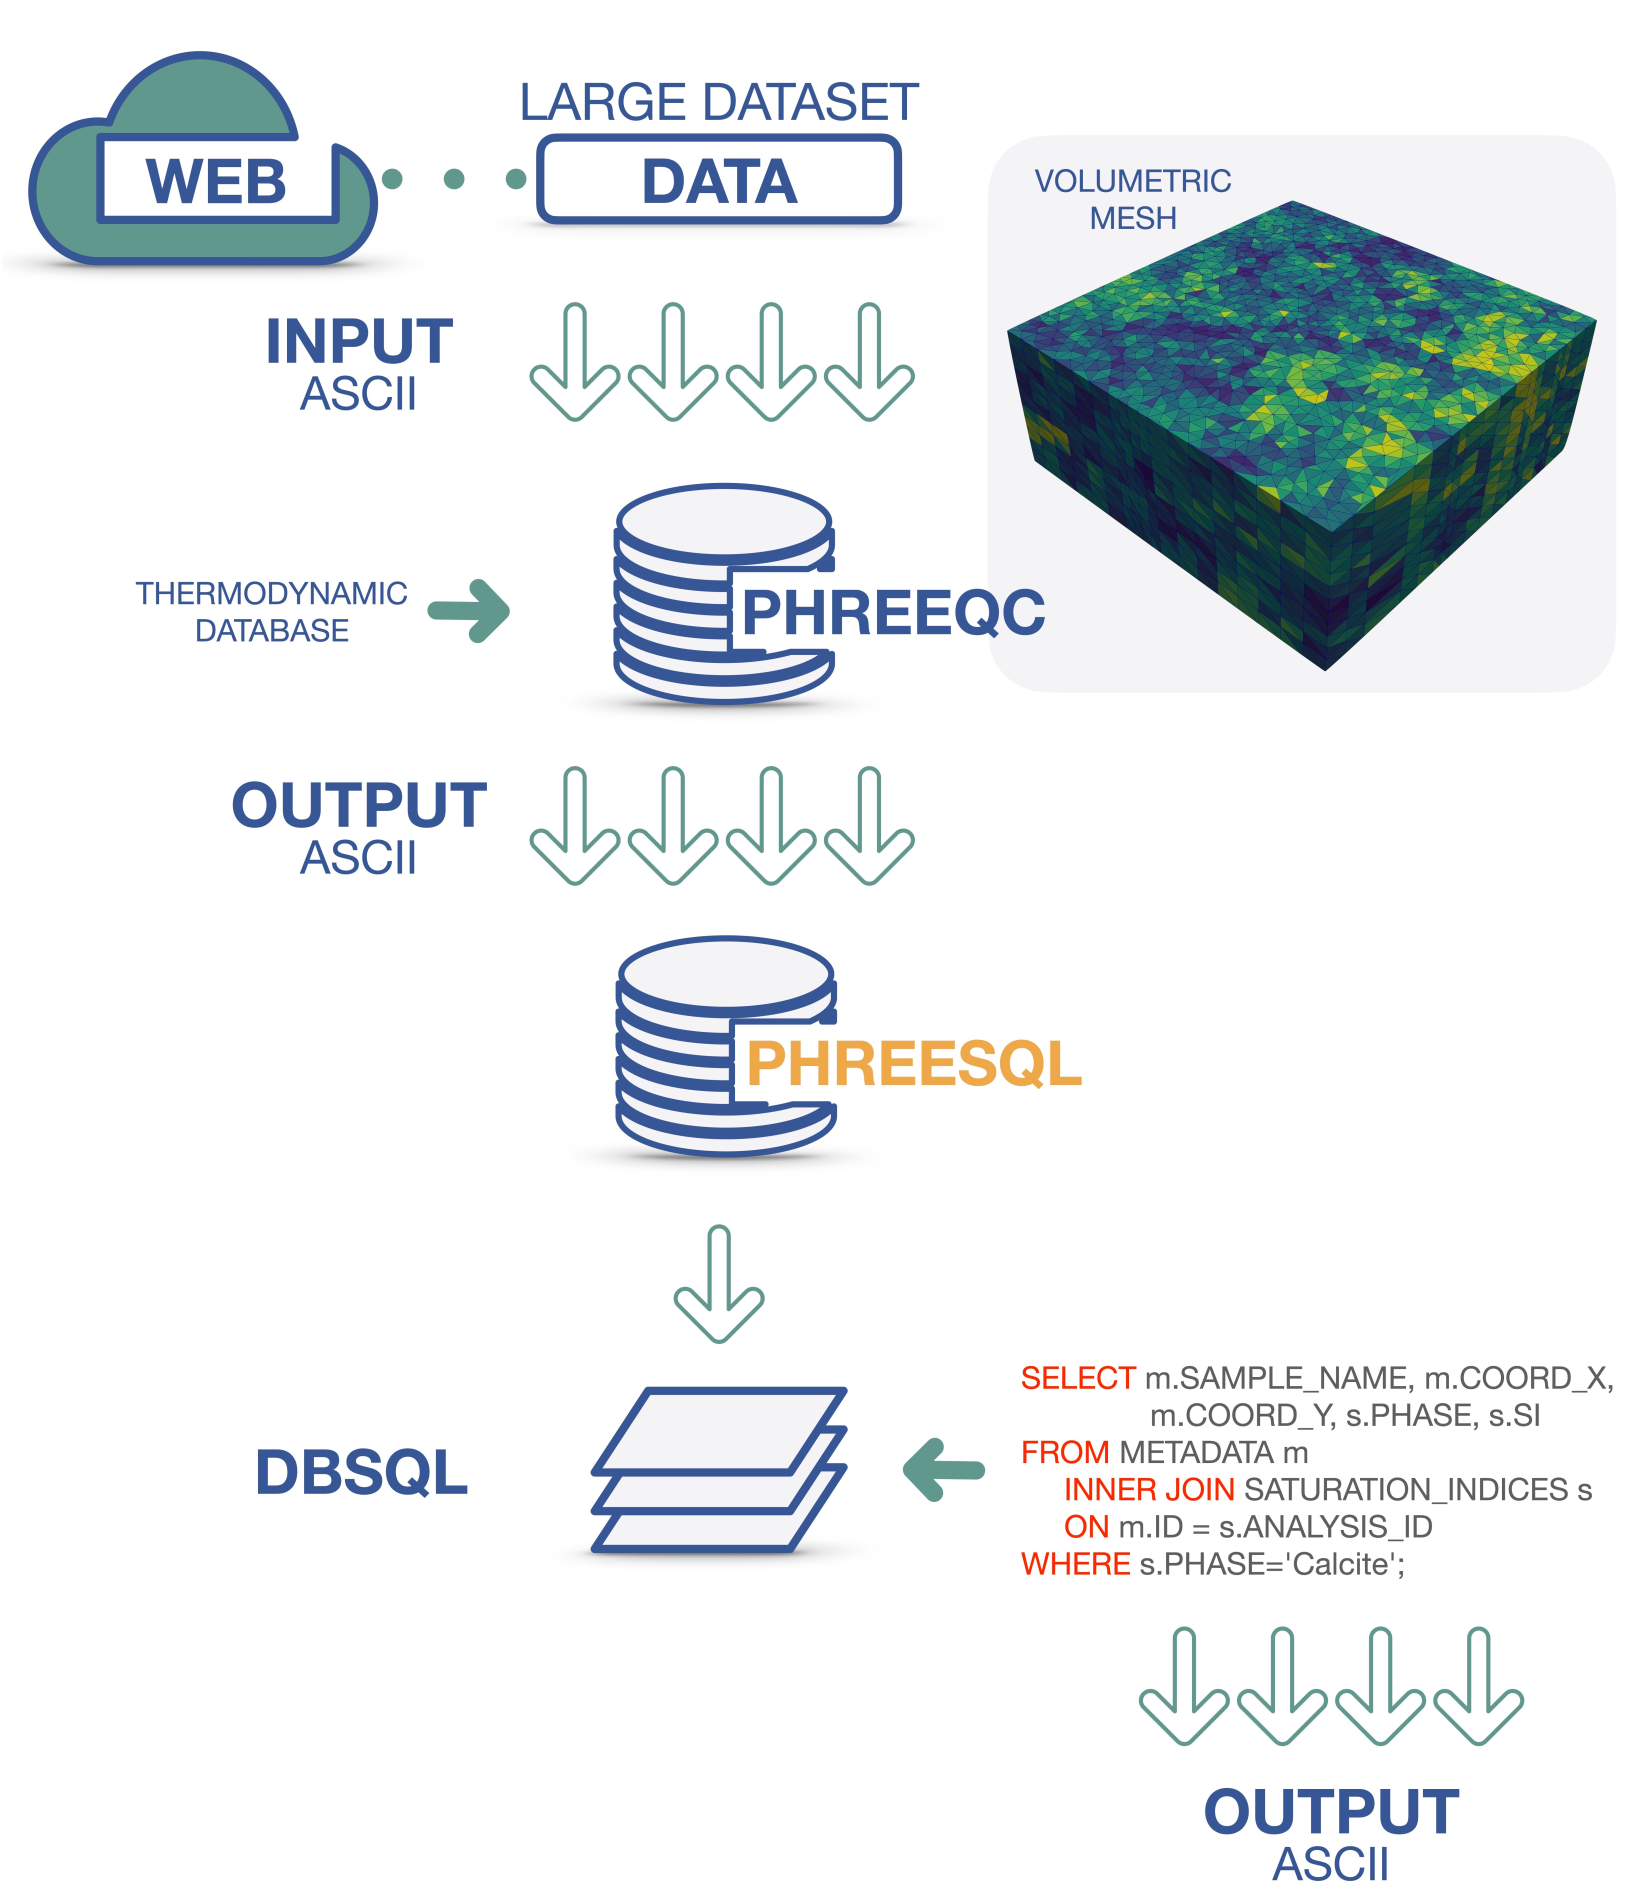 LARGE DATASET
WEB
DATA
VOLUMETRIC
MESH
INPUT
ASCII
THERMODYNAMIC
DATABASE
PHREEQC
OUTPUT
ASCII
PHREESQL
DBSQL
SELECT m.SAMPLE_NAME, m.COORD_X,
m.COORD_Y, s.PHASE, s.SI
FROM METADATA m
INNER JOIN SATURATION_INDICES s
ON m.ID = s.ANALYSIS_ID
WHERE s.PHASE='Calcite';
OUTPUT
ASCII